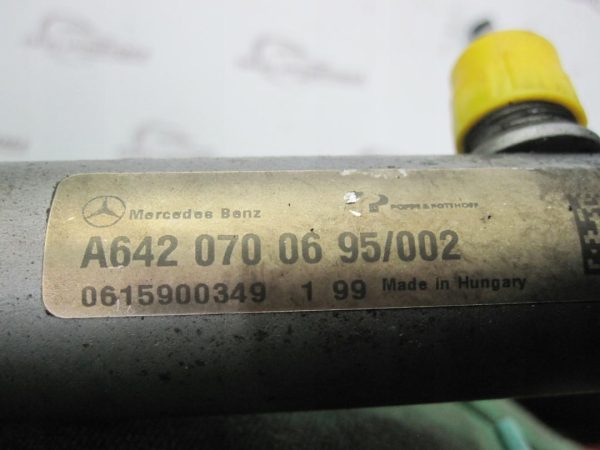 Mercedes Benz POPPE & POTTHOFF
A642 070 06 95/002
0615900349 1 99 Made in Hungary